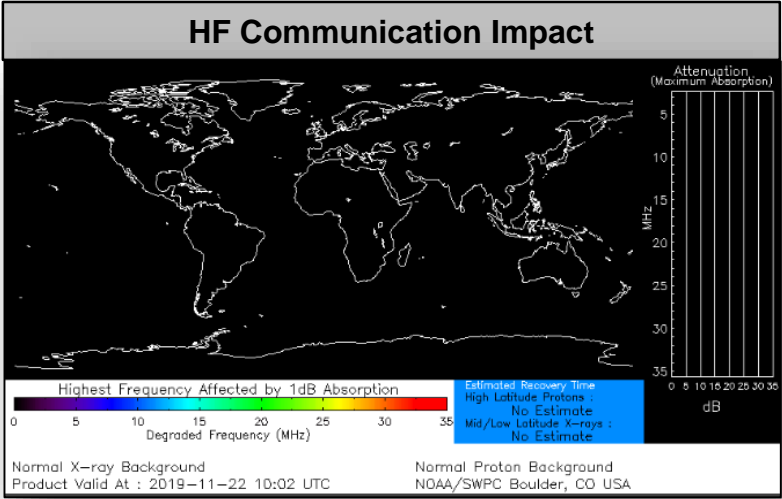 HF Communication Impact
Attenuation
(Maximum Absorption)
5
10
15
20
25
30
35
MHz
0 5 10 15 20 25 30 35
dB
Highest Frequency Affected by 1dB Absorption
0 5 10 15 20 25 30 35
Degraded Frequency (MHz)
Estimated Recovery Time
High Latitude Protons :
No Estimate
Mid/Low Latitude X-rays :
No Estimate
Normal X-ray Background
Normal Proton Background
Product Valid At : 2019-11-22 10:02 UTC
NOAA/SWPC Boulder, CO USA